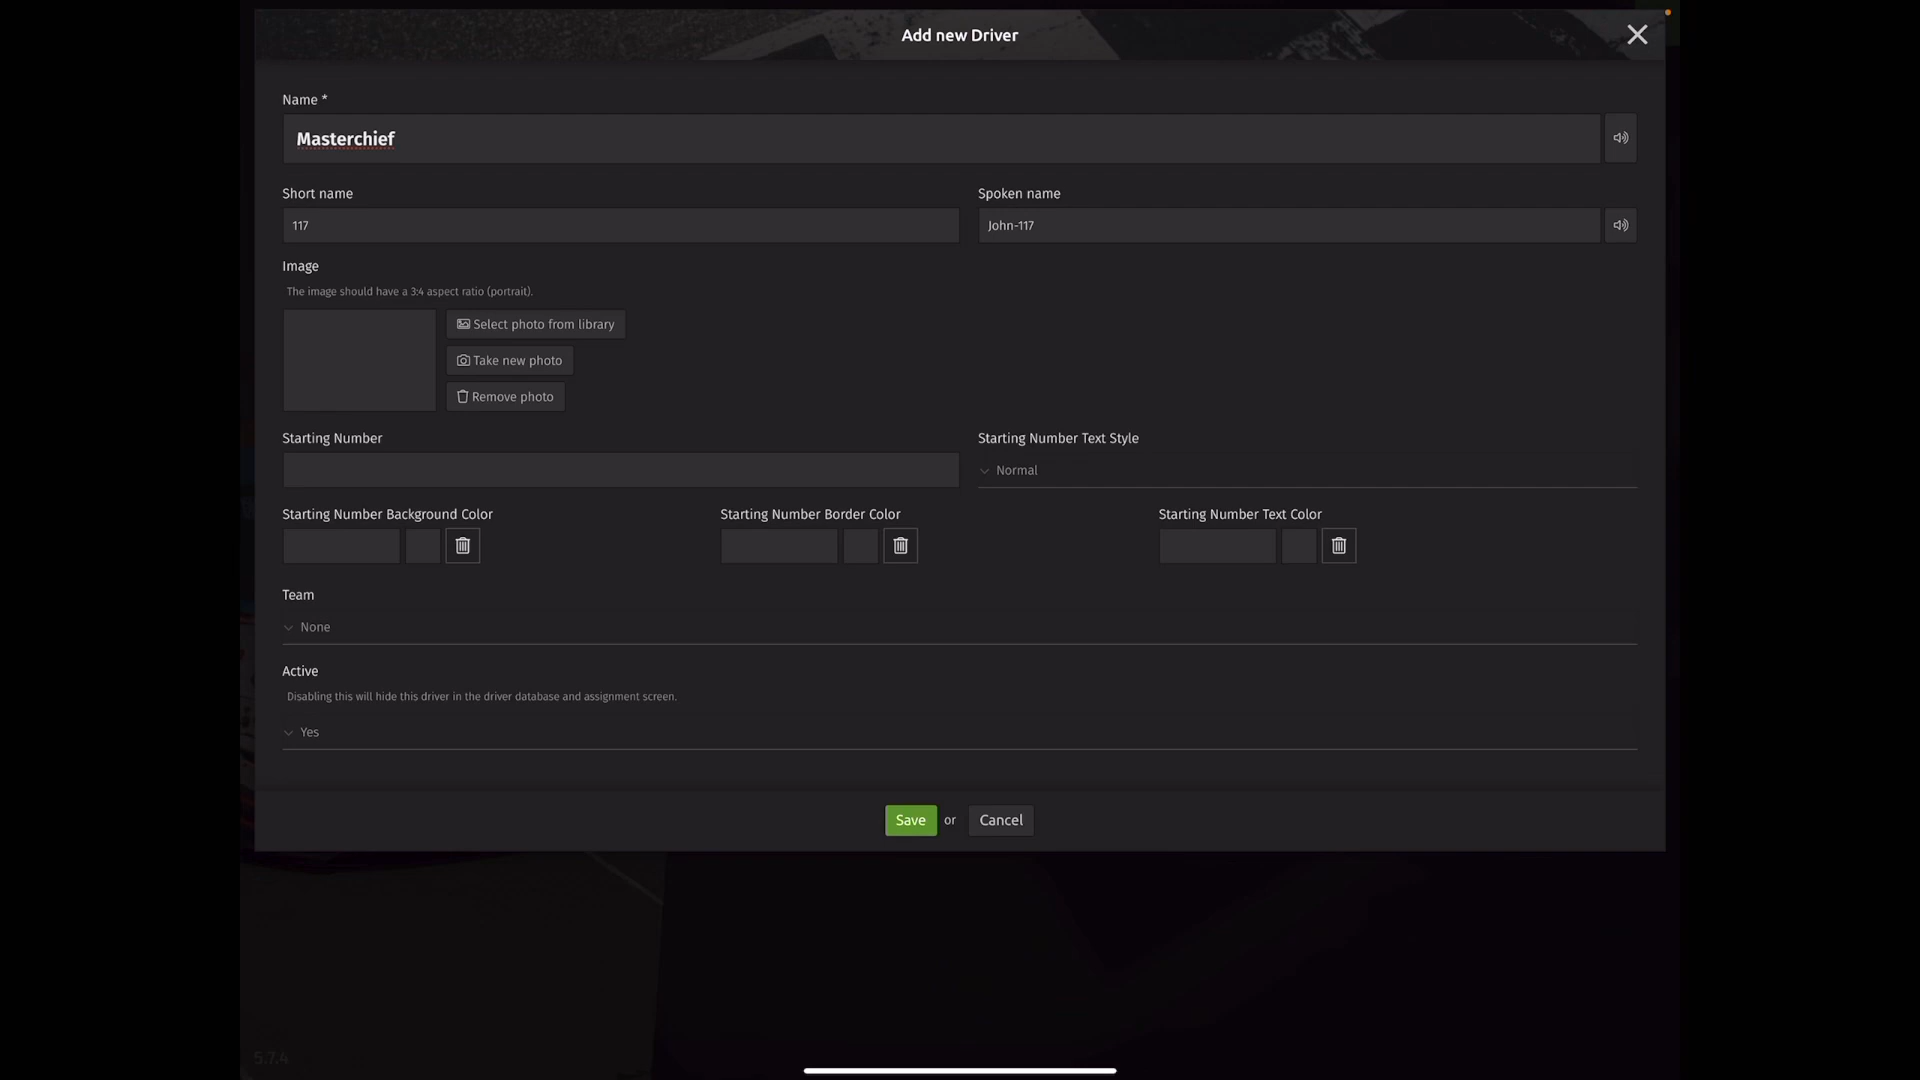 Add new Driver
Name *
Masterchief
Short name
Spoken name
117
John-117
Image
The image should have a 3:4 aspect ratio (portrait).
Select photo from library
Take new photo
Remove photo
Starting Number
Starting Number Text Style
Normal
Starting Number Background Color
Starting Number Border Color
Starting Number Text Color
Team
None
Active
Disabling this will hide this driver in the driver database and assignment screen.
Yes
Save or Cancel
5.7.4